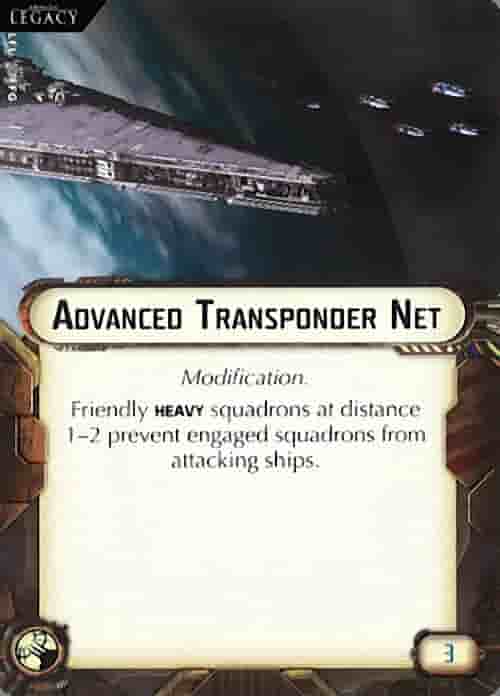 LEGACY
ADVANCED TRANSPONDER NET
Modification.
Friendly HEAVY squadrons at distance
1–2 prevent engaged squadrons from
attacking ships.
3